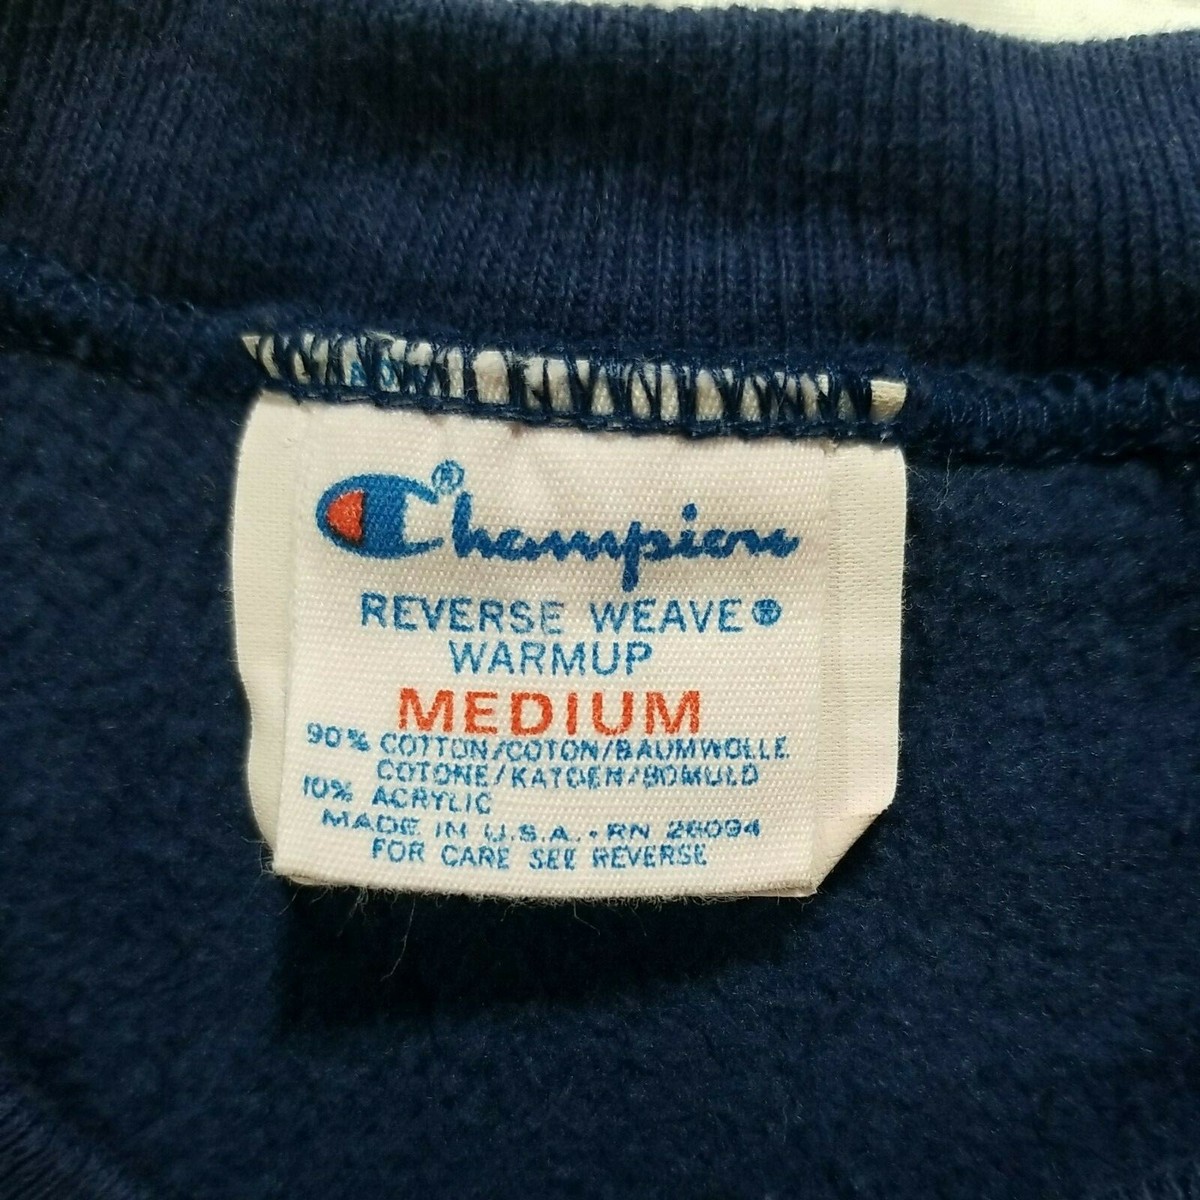 Champion®
REVERSE WEAVE®
WARMUP
MEDIUM
90% COTTON/COTON/BAUMWOLLE
COTONE/KATOEN/BOMULD
10% ACRYLIC
MADE IN U.S.A. • RN 26094
FOR CARE SEE REVERSE